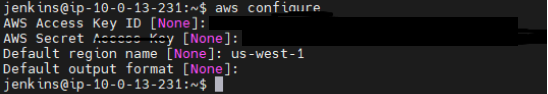 jenkins@ip-10-0-13-231:~$ aws configure
AWS Access Key ID [None]:
AWS Secret Access Key [None]:
Default region name [None]: us-west-1
Default output format [None]:
jenkins@ip-10-0-13-231:~$